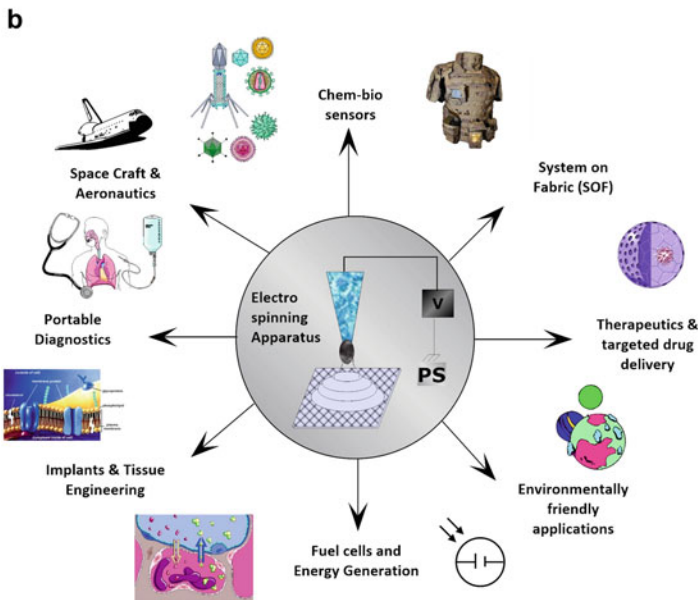 b
Chem-bio
sensors
Space Craft &
Aeronautics
System on
Fabric (SOF)
Electro
spinning
Apparatus
V
PS
Portable
Diagnostics
Therapeutics &
targeted drug
delivery
Implants & Tissue
Engineering
Environmentally
friendly
applications
Fuel cells and
Energy Generation